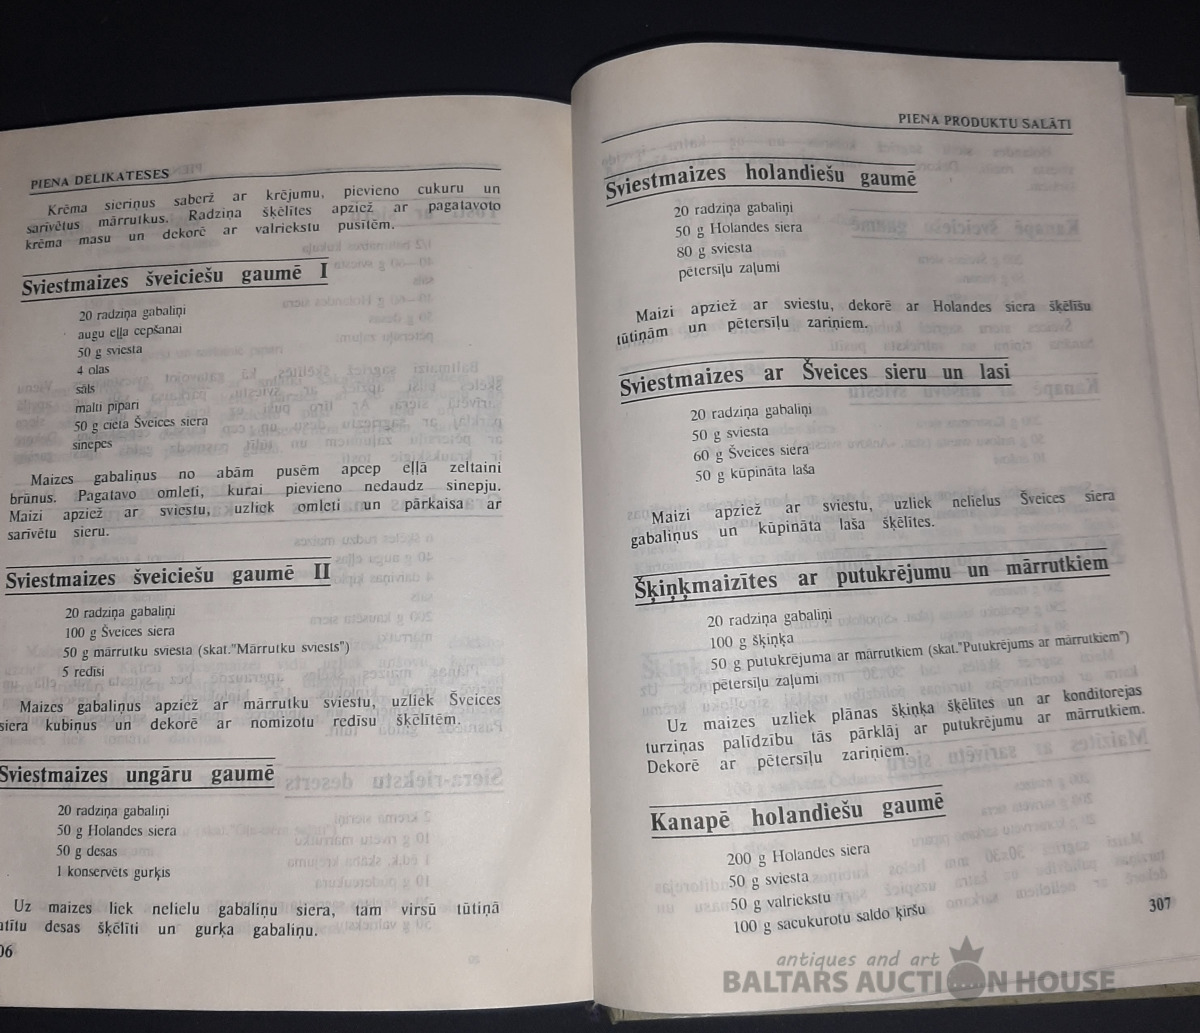 PIENA DELIKATESES
Krēma sieriņus saberž ar krējumu, pievieno cukuru un
sarīvētus mārrutkus. Radziņa šķēlītes apziež ar pagatavoto
krēma masu un dekorē ar valriekstu pusītēm.
Sviestmaizes šveiciešu gaumē I
20 radziņa gabaliņi
augu eļļa cepšanai
50 g sviesta
4 olas
sāls
malti pipari
50 g cieta Šveices siera
sinepes
Maizes gabaliņus no abām pusēm apcep eļļā zeltaini
brūnus. Pagatavo omleti, kurai pievieno nedaudz sinepju.
Maizi apziež ar sviestu, uzliek omleti un pārkaisa ar
sarīvētu sieru.
Sviestmaizes šveiciešu gaumē II
20 radziņa gabaliņi
100 g Šveices siera
50 g mārrutku sviesta (skat."Mārrutku sviests")
5 redīsi
Maizes gabaliņus apziež ar mārrutku sviestu, uzliek Šveices
siera kubiņus un dekorē ar nomizotu redīsu šķēlītēm.
Sviestmaizes ungāru gaumē
20 radziņa gabaliņi
50 g Holandes siera
50 g desas
1 konservēts gurķis
Uz maizes liek nelielu gabaliņu siera, tam virsū tūtiņā
atītu desas šķēlīti un gurķa gabaliņu.
06
PIENA PRODUKTU SALĀTI
Sviestmaizes holandiešu gaumē
20 radziņa gabaliņi
50 g Holandes siera
80 g sviesta
pētersīļu zaļumi
Maizi apziež ar sviestu, dekorē ar Holandes siera šķēlīšu
tūtiņām un pētersīļu zariņiem.
Sviestmaizes ar Šveices sieru un lasi
20 radziņa gabaliņi
50 g sviesta
60 g Šveices siera
50 g kūpināta laša
Maizi apziež ar sviestu, uzliek nelielus Šveices siera
gabaliņus un kūpināta laša šķēlītes.
Šķiņķmaizītes ar putukrējumu un mārrutkiem
20 radziņa gabaliņi
100 g šķiņķa
50 g putukrējuma ar mārrutkiem (skat."Putukrējums ar mārrutkiem")
pētersīļu zaļumi
Uz maizes uzliek plānas šķiņķa šķēlītes un ar konditorejas
turziņas palīdzību tās pārklāj ar putukrējumu ar mārrutkiem.
Dekorē ar pētersīļu zariņiem.
Kanapē holandiešu gaumē
200 g Holandes siera
50 g sviesta
50 g valriekstu
100 g sacukurotu saldo ķiršu
307
antiques and art
BALTARS AUCTION HOUSE